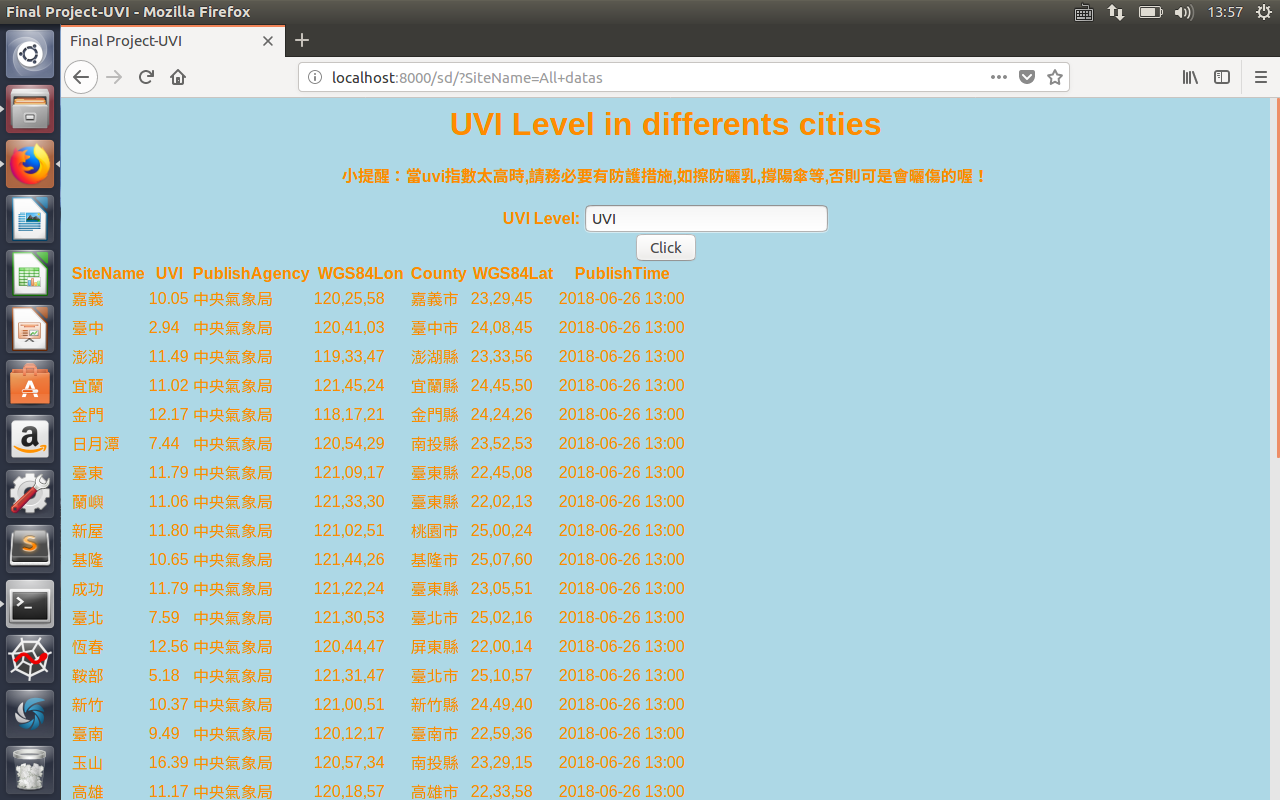 Final Project-UVI - Mozilla Firefox
13:57
Final Project-UVI
localhost:8000/sd/?SiteName=All+datas
UVI Level in differents cities
小提醒：當uvi指數太高時,請務必要有防護措施,如擦防曬乳,撐陽傘等,否則可是會曬傷的喔！
UVI Level: UVI
Click
SiteName UVI PublishAgency WGS84Lon County WGS84Lat PublishTime
嘉義 10.05 中央氣象局 120,25,58 嘉義市 23,29,45 2018-06-26 13:00
臺中 2.94 中央氣象局 120,41,03 臺中市 24,08,45 2018-06-26 13:00
澎湖 11.49 中央氣象局 119,33,47 澎湖縣 23,33,56 2018-06-26 13:00
宜蘭 11.02 中央氣象局 121,45,24 宜蘭縣 24,45,50 2018-06-26 13:00
金門 12.17 中央氣象局 118,17,21 金門縣 24,24,26 2018-06-26 13:00
日月潭 7.44 中央氣象局 120,54,29 南投縣 23,52,53 2018-06-26 13:00
臺東 11.79 中央氣象局 121,09,17 臺東縣 22,45,08 2018-06-26 13:00
蘭嶼 11.06 中央氣象局 121,33,30 臺東縣 22,02,13 2018-06-26 13:00
新屋 11.80 中央氣象局 121,02,51 桃園市 25,00,24 2018-06-26 13:00
基隆 10.65 中央氣象局 121,44,26 基隆市 25,07,60 2018-06-26 13:00
成功 11.79 中央氣象局 121,22,24 臺東縣 23,05,51 2018-06-26 13:00
臺北 7.59 中央氣象局 121,30,53 臺北市 25,02,16 2018-06-26 13:00
恆春 12.56 中央氣象局 120,44,47 屏東縣 22,00,14 2018-06-26 13:00
鞍部 5.18 中央氣象局 121,31,47 臺北市 25,10,57 2018-06-26 13:00
新竹 10.37 中央氣象局 121,00,51 新竹縣 24,49,40 2018-06-26 13:00
臺南 9.49 中央氣象局 120,12,17 臺南市 22,59,36 2018-06-26 13:00
玉山 16.39 中央氣象局 120,57,34 南投縣 23,29,15 2018-06-26 13:00
高雄 11.17 中央氣象局 120,18,57 高雄市 22,33,58 2018-06-26 13:00